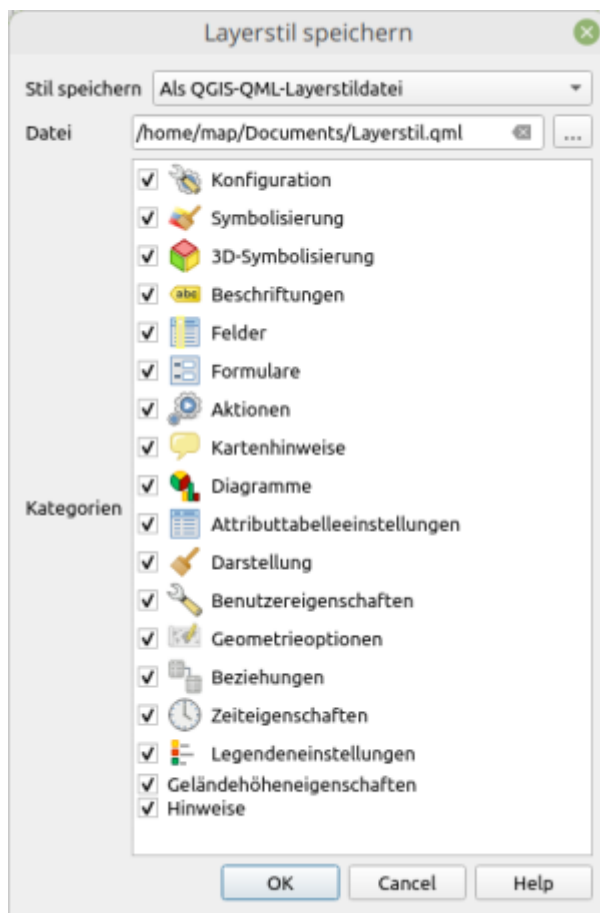 Layerstil speichern
Stil speichern Als QGIS-QML-Layerstildatei
Datei /home/map/Documents/Layerstil.qml ...
Kategorien
Konfiguration
Symbolisierung
3D-Symbolisierung
abc Beschriftungen
Felder
Formulare
Aktionen
Kartenhinweise
Diagramme
Attributtabelleeinstellungen
Darstellung
Benutzereigenschaften
Geometrieoptionen
Beziehungen
Zeiteigenschaften
Legendeneinstellungen
Geländehöheneigenschaften
Hinweise
OK Cancel Help